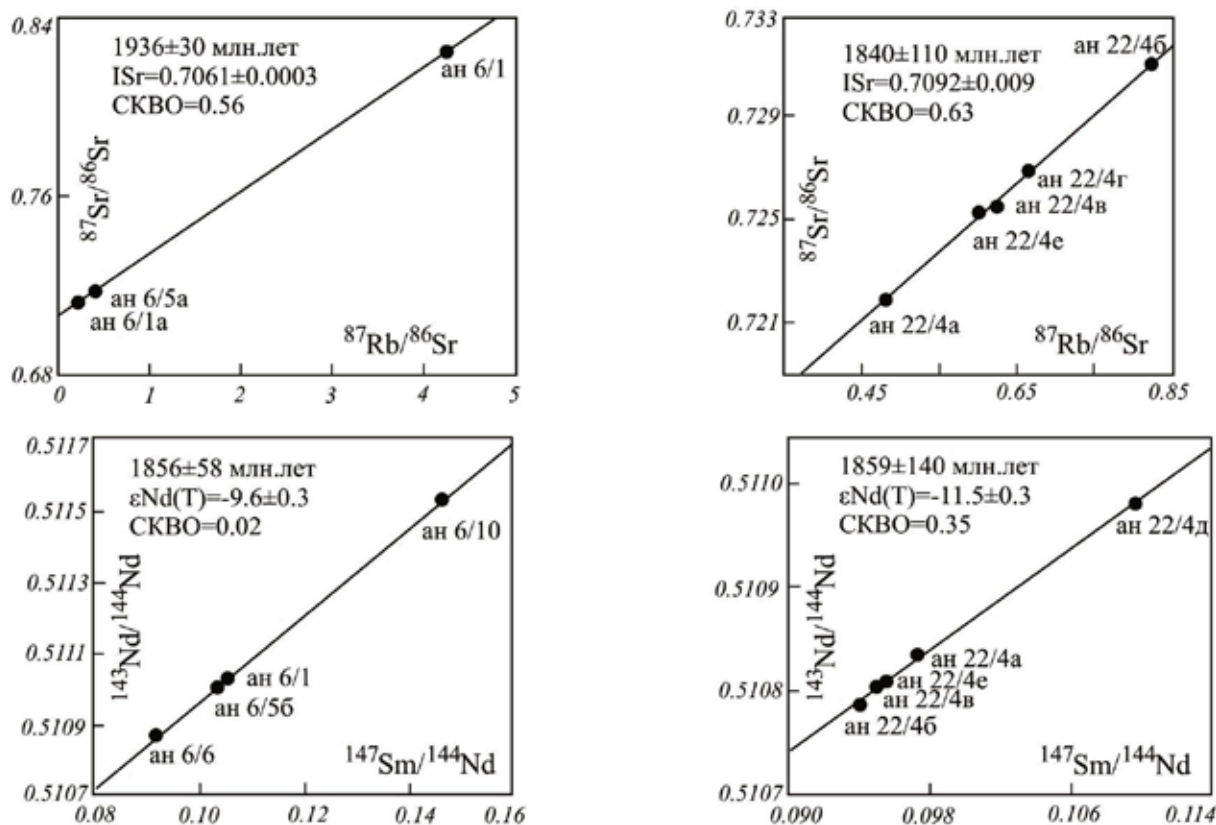 0.84
0.76
0.68
⁸⁷Sr/⁸⁶Sr
1936±30 млн.лет
ISr=0.7061±0.0003
СКВО=0.56
ан 6/1
ан 6/5а
ан 6/1а
⁸⁷Rb/⁸⁶Sr
0 1 2 3 4 5
0.733
0.729
0.725
0.721
⁸⁷Sr/⁸⁶Sr
1840±110 млн.лет
ISr=0.7092±0.009
СКВО=0.63
ан 22/4б
ан 22/4г
ан 22/4в
ан 22/4е
ан 22/4а
⁸⁷Rb/⁸⁶Sr
0.45 0.65 0.85
0.5117
0.5115
0.5113
0.5111
0.5109
0.5107
¹⁴³Nd/¹⁴⁴Nd
1856±58 млн.лет
εNd(T)=-9.6±0.3
СКВО=0.02
ан 6/10
ан 6/1
ан 6/5б
ан 6/6
¹⁴⁷Sm/¹⁴⁴Nd
0.08 0.10 0.12 0.14 0.16
0.5110
0.5109
0.5108
0.5107
¹⁴³Nd/¹⁴⁴Nd
1859±140 млн.лет
εNd(T)=-11.5±0.3
СКВО=0.35
ан 22/4д
ан 22/4а
ан 22/4е
ан 22/4в
ан 22/4б
¹⁴⁷Sm/¹⁴⁴Nd
0.090 0.098 0.106 0.114